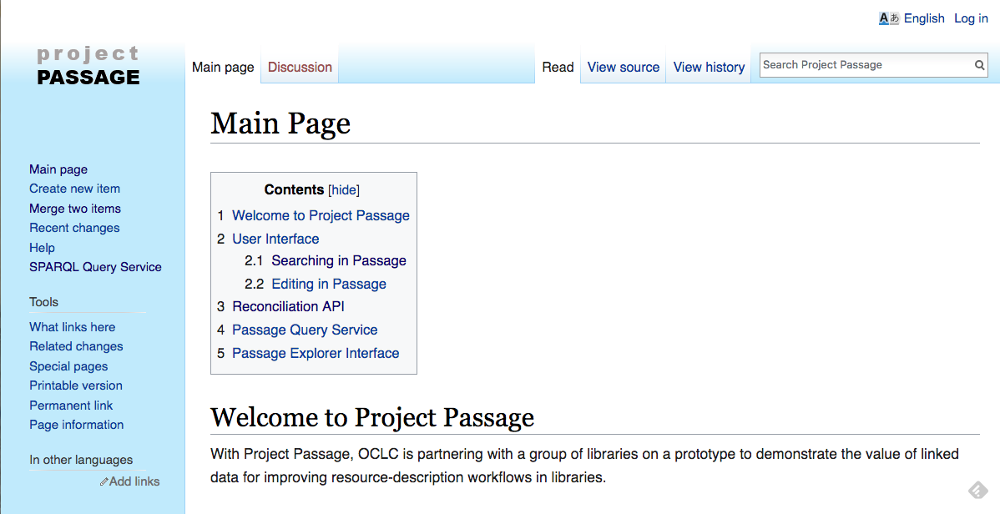 Aあ English Log in
project
PASSAGE
Main page Discussion Read View source View history Search Project Passage
Main Page
Main page
Create new item
Merge two items
Recent changes
Help
SPARQL Query Service
Tools
What links here
Related changes
Special pages
Printable version
Permanent link
Page information
In other languages
Add links
Contents [hide]
1 Welcome to Project Passage
2 User Interface
2.1 Searching in Passage
2.2 Editing in Passage
3 Reconciliation API
4 Passage Query Service
5 Passage Explorer Interface
Welcome to Project Passage
With Project Passage, OCLC is partnering with a group of libraries on a prototype to demonstrate the value of linked
data for improving resource-description workflows in libraries.